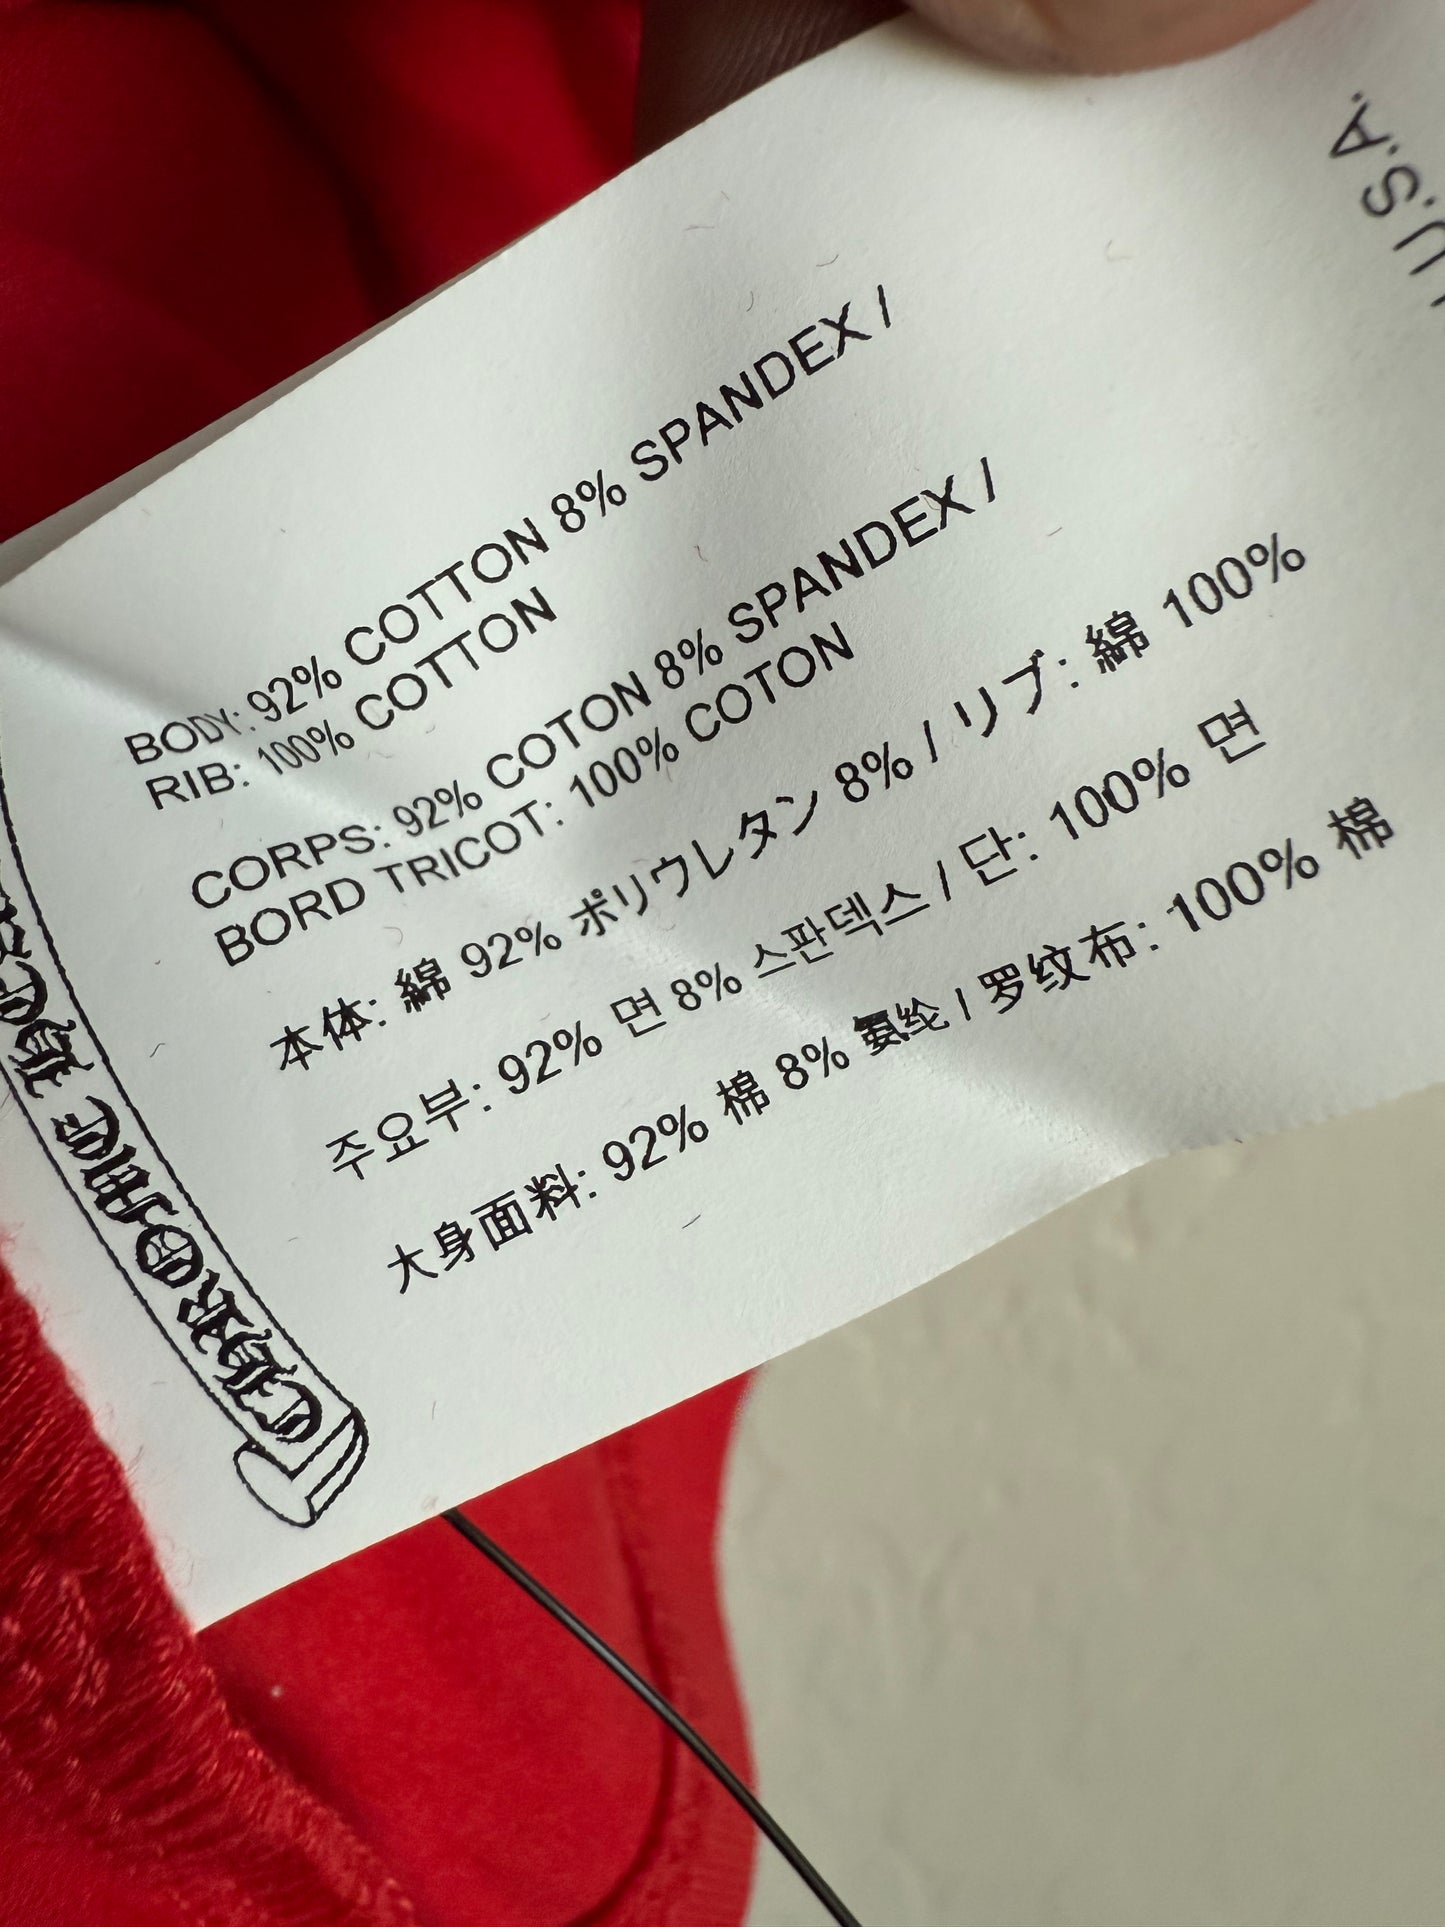 BODY: 92% COTTON 8% SPANDEX /
RIB: 100% COTTON
CORPS: 92% COTON 8% SPANDEX /
BORD TRICOT: 100% COTON
本体: 綿 92% ポリウレタン 8% / リブ: 綿 100%
주요부: 92% 면 8% 스판덱스 / 단: 100% 면
大身面料: 92% 棉 8% 氨纶 / 罗纹布: 100% 棉
U.S.A.
CHROME